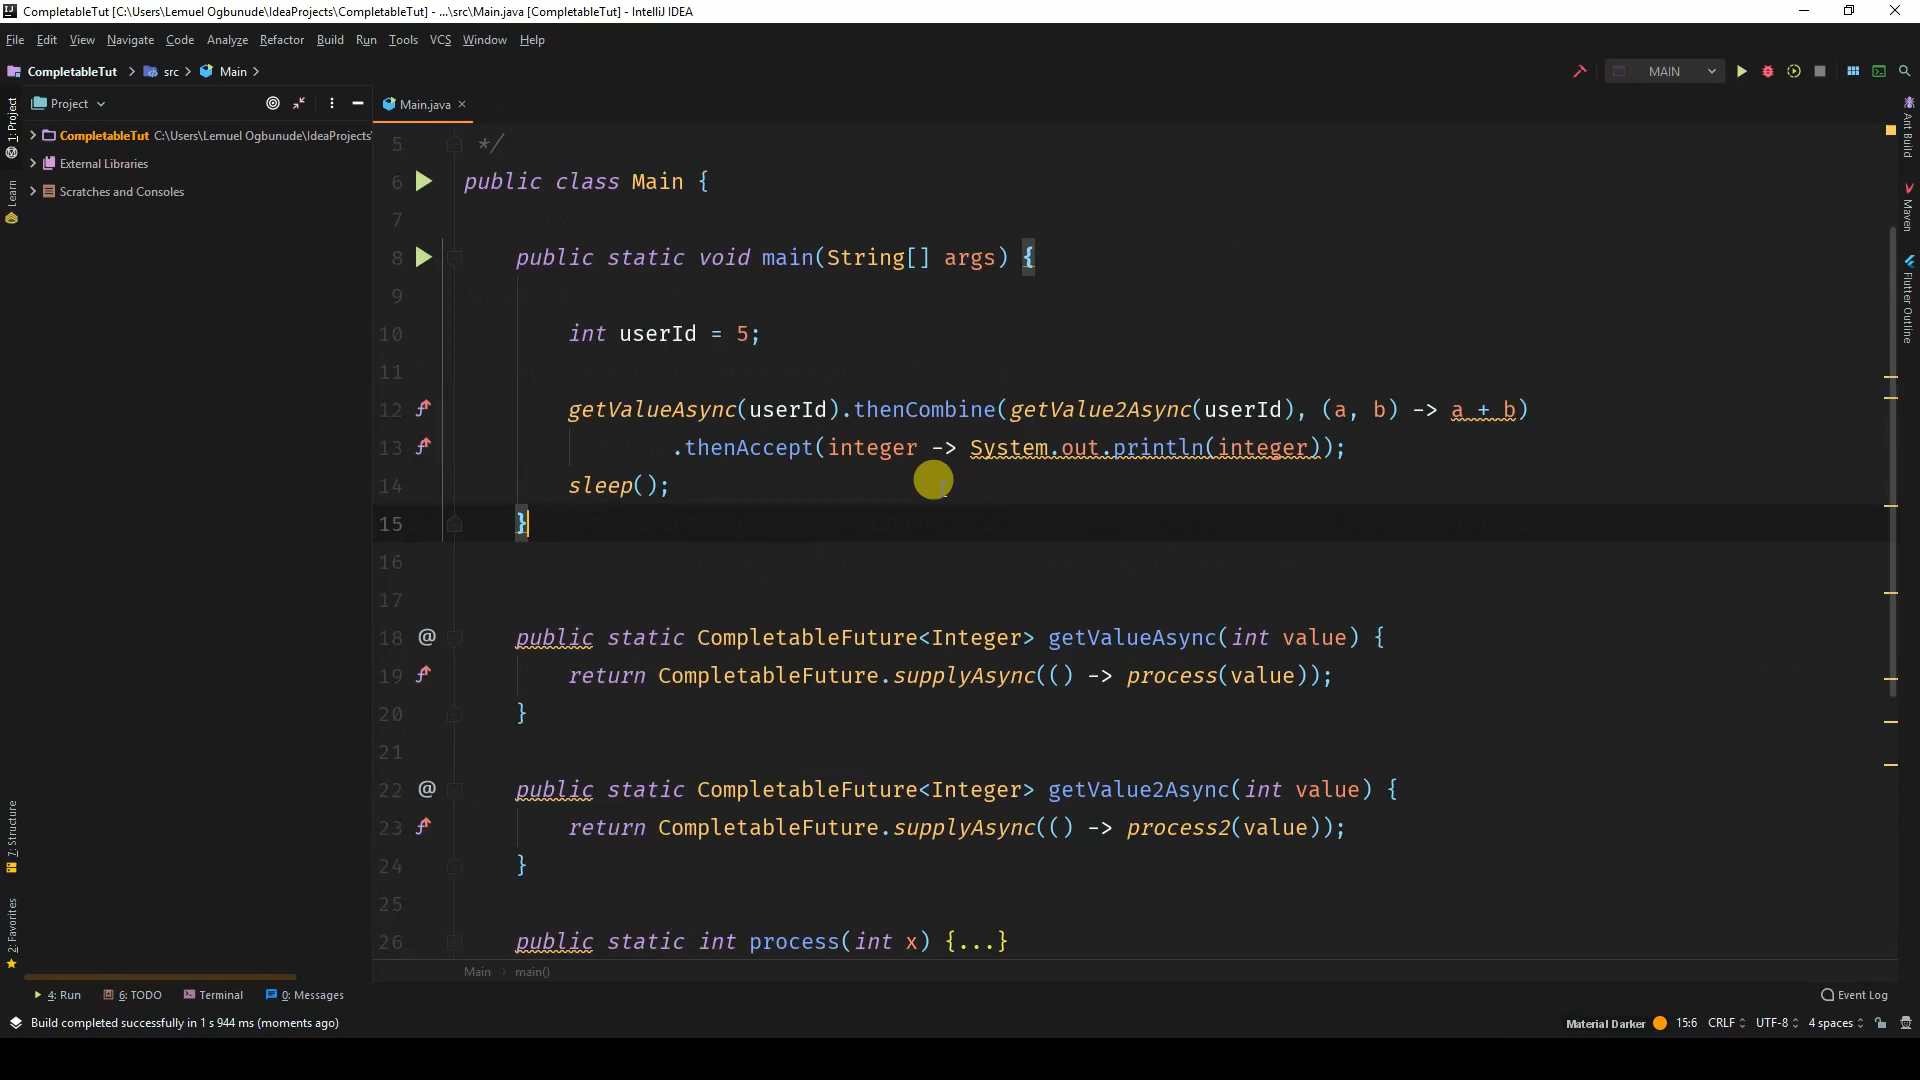 CompletableTut [C:\Users\Lemuel Ogbunude\IdeaProjects\CompletableTut] - ...\src\Main.java [CompletableTut] - IntelliJ IDEA
File Edit View Navigate Code Analyze Refactor Build Run Tools VCS Window Help
CompletableTut src Main MAIN
Project
Main.java ×
CompletableTut C:\Users\Lemuel Ogbunude\IdeaProjects
External Libraries
Scratches and Consoles
1: Project
Learn
7: Structure
2: Favorites
5 */
6 public class Main {
7
8 public static void main(String[] args) {
9
10 int userId = 5;
11
12 getValueAsync(userId).thenCombine(getValue2Async(userId), (a, b) -> a + b)
13 .thenAccept(integer -> System.out.println(integer));
14 sleep();
15 }
16
17
18 @ public static CompletableFuture<Integer> getValueAsync(int value) {
19 return CompletableFuture.supplyAsync(() -> process(value));
20 }
21
22 @ public static CompletableFuture<Integer> getValue2Async(int value) {
23 return CompletableFuture.supplyAsync(() -> process2(value));
24 }
25
26 public static int process(int x) {...}
Main main()
Ant Build
Maven
Flutter Outline
4: Run 6: TODO Terminal 0: Messages Event Log
Build completed successfully in 1 s 944 ms (moments ago) Material Darker 15:6 CRLF UTF-8 4 spaces